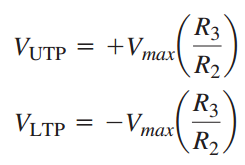 V_UTP = +V_max(R_3/R_2)
V_LTP = −V_max(R_3/R_2)